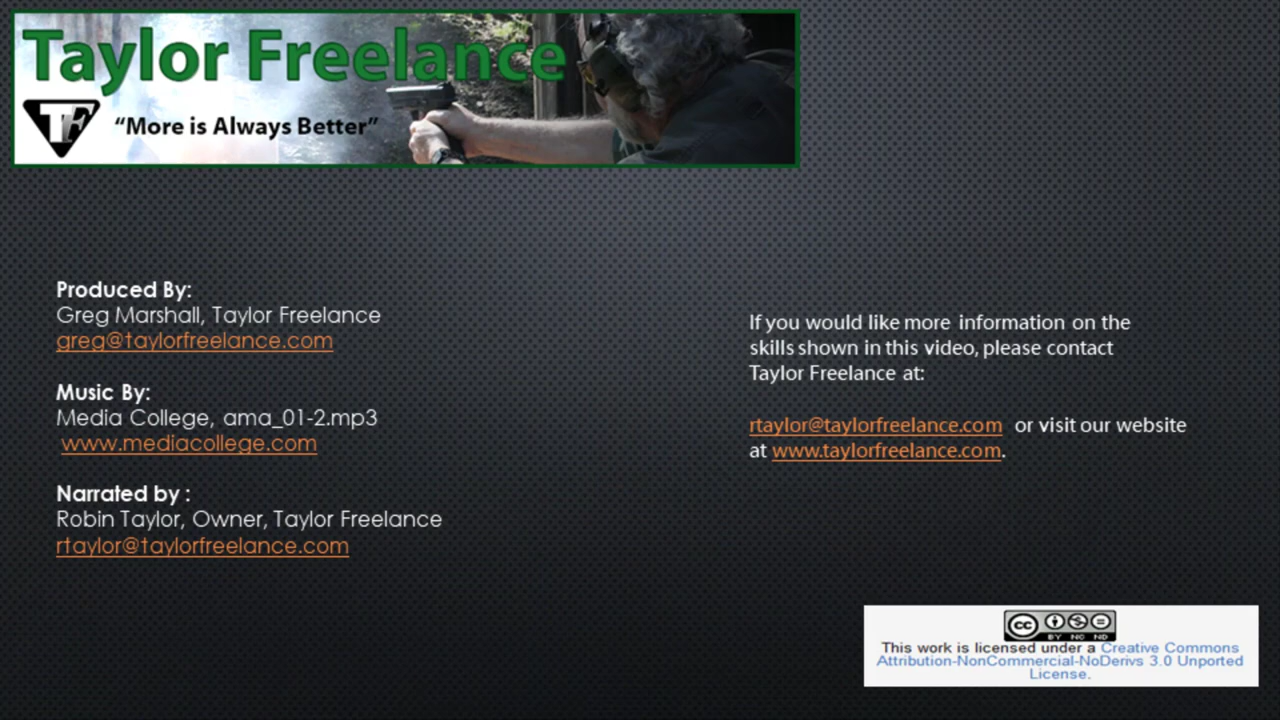 Taylor Freelance
TF
“More is Always Better”
Produced By:
Greg Marshall, Taylor Freelance
greg@taylorfreelance.com
Music By:
Media College, ama_01-2.mp3
www.mediacollege.com
Narrated by :
Robin Taylor, Owner, Taylor Freelance
rtaylor@taylorfreelance.com
If you would like more information on the
skills shown in this video, please contact
Taylor Freelance at:
rtaylor@taylorfreelance.com or visit our website
at www.taylorfreelance.com.
cc
BY NC ND
This work is licensed under a Creative Commons
Attribution-NonCommercial-NoDerivs 3.0 Unported
License.